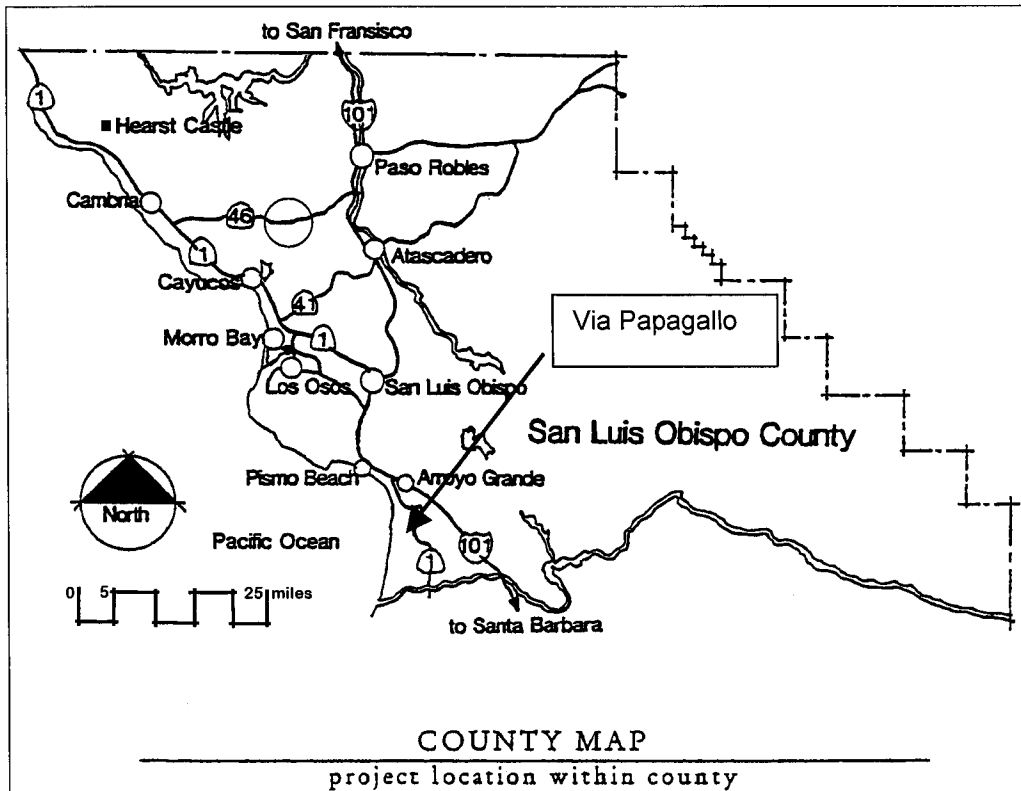 to San Fransisco
1
101
Hearst Castle
Paso Robles
Cambria
46
1
Atascadero
Cayucos
41
Via Papagallo
Morro Bay
1
Los Osos
San Luis Obispo
San Luis Obispo County
Pismo Beach
Arroyo Grande
North
Pacific Ocean
1
101
0 5 25 miles
to Santa Barbara
COUNTY MAP
project location within county